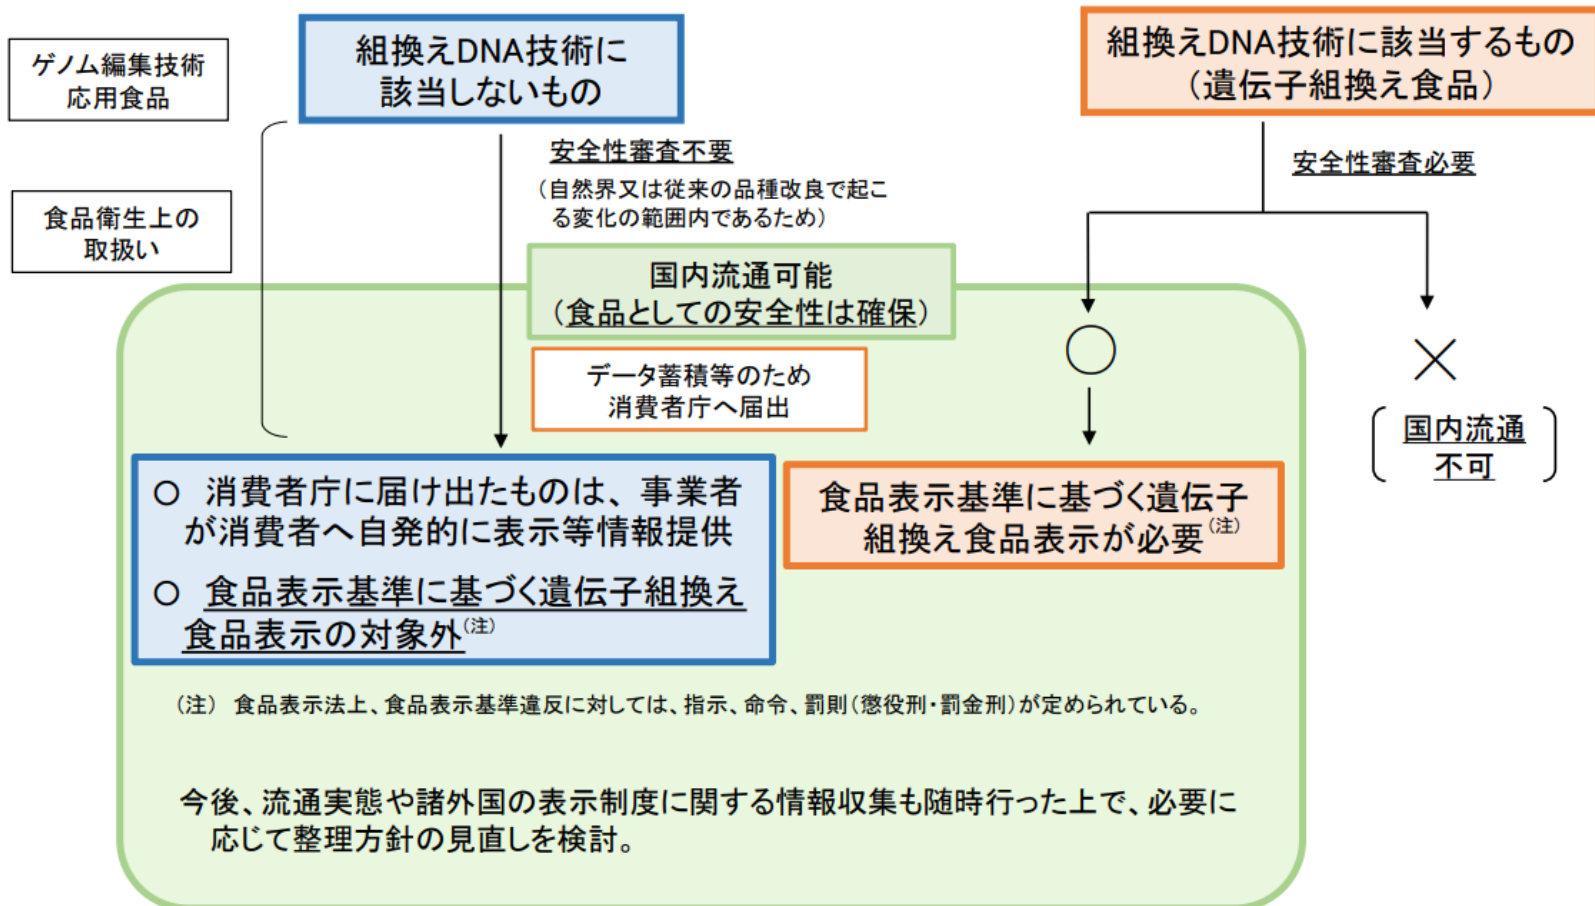 ゲノム編集技術
応用食品
組換えDNA技術に
該当しないもの
組換えDNA技術に該当するもの
（遺伝子組換え食品）
安全性審査不要
（自然界又は従来の品種改良で起こ
る変化の範囲内であるため）
安全性審査必要
食品衛生上の
取扱い
国内流通可能
（食品としての安全性は確保）
データ蓄積等のため
消費者庁へ届出
○
×
国内流通
不可
○ 消費者庁に届け出たものは、事業者
が消費者へ自発的に表示等情報提供
○ 食品表示基準に基づく遺伝子組換え
食品表示の対象外（注）
食品表示基準に基づく遺伝子
組換え食品表示が必要（注）
（注） 食品表示法上、食品表示基準違反に対しては、指示、命令、罰則（懲役刑・罰金刑）が定められている。
今後、流通実態や諸外国の表示制度に関する情報収集も随時行った上で、必要に
応じて整理方針の見直しを検討。